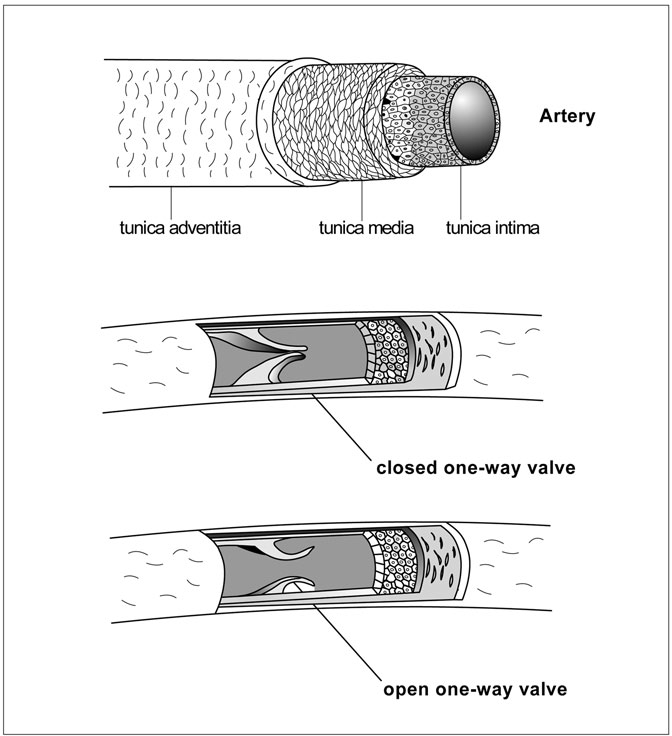 Artery
tunica adventitia
tunica media
tunica intima
closed one-way valve
open one-way valve